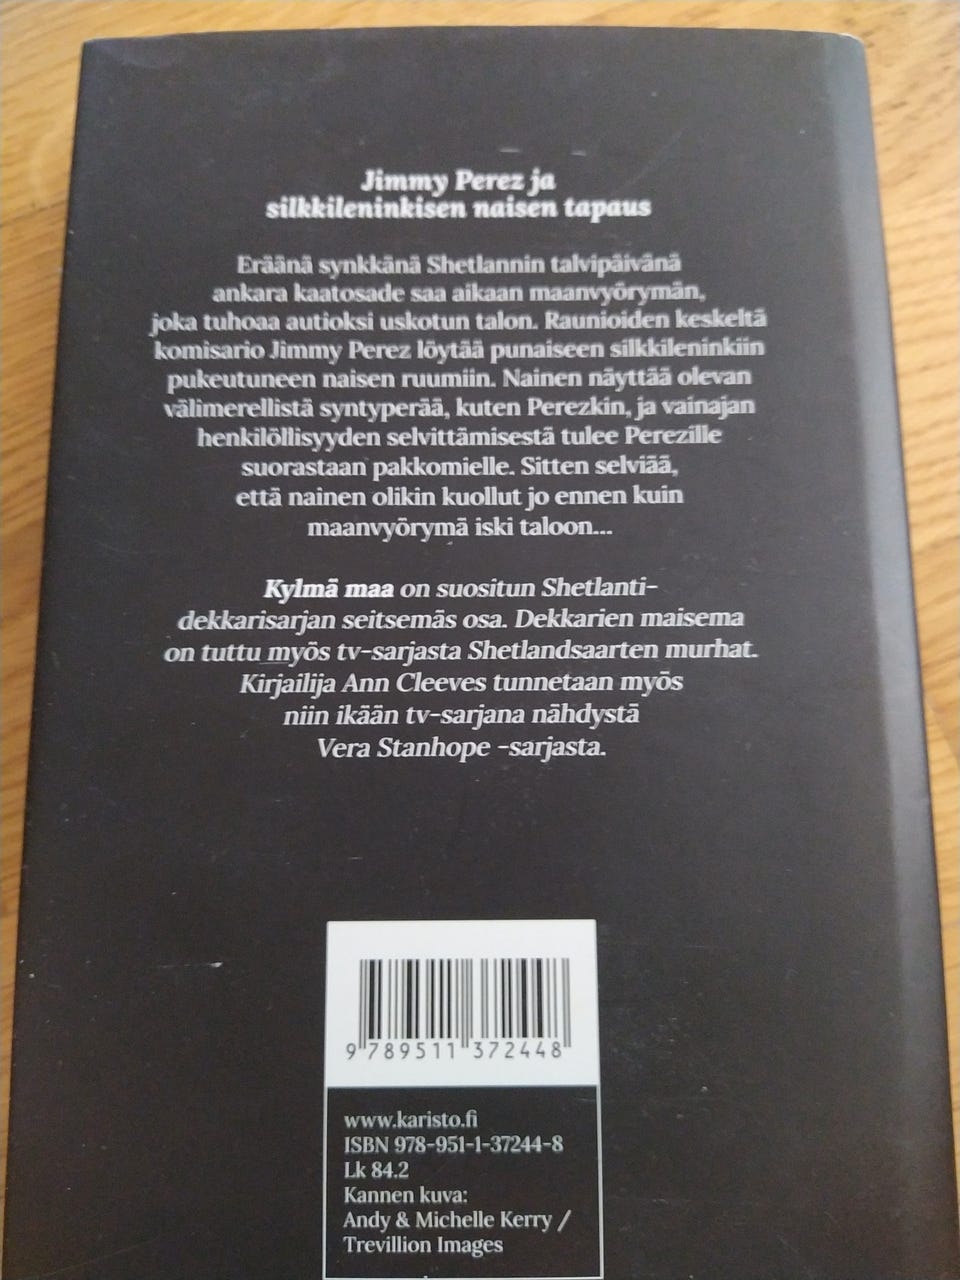 Jimmy Perez ja
silkkileninkisen naisen tapaus
Eräänä synkkänä Shetlannin talvipäivänä
ankara kaatosade saa aikaan maanvyörymän,
joka tuhoaa autioksi uskotun talon. Raunioiden keskeltä
komisario Jimmy Perez löytää punaiseen silkkileninkiin
pukeutuneen naisen ruumiin. Nainen näyttää olevan
välimerellistä syntyperää, kuten Perezkin, ja vainajan
henkilöllisyyden selvittämisestä tulee Perezille
suorastaan pakkomielle. Sitten selviää,
että nainen olikin kuollut jo ennen kuin
maanvyörymä iski taloon...
Kylmä maa on suositun Shetlanti-
dekkarisarjan seitsemäs osa. Dekkarien maisema
on tuttu myös tv-sarjasta Shetlandsaarten murhat.
Kirjailija Ann Cleeves tunnetaan myös
niin ikään tv-sarjana nähdystä
Vera Stanhope -sarjasta.
9 789511 372448
www.karisto.fi
ISBN 978-951-1-37244-8
Lk 84.2
Kannen kuva:
Andy & Michelle Kerry /
Trevillion Images